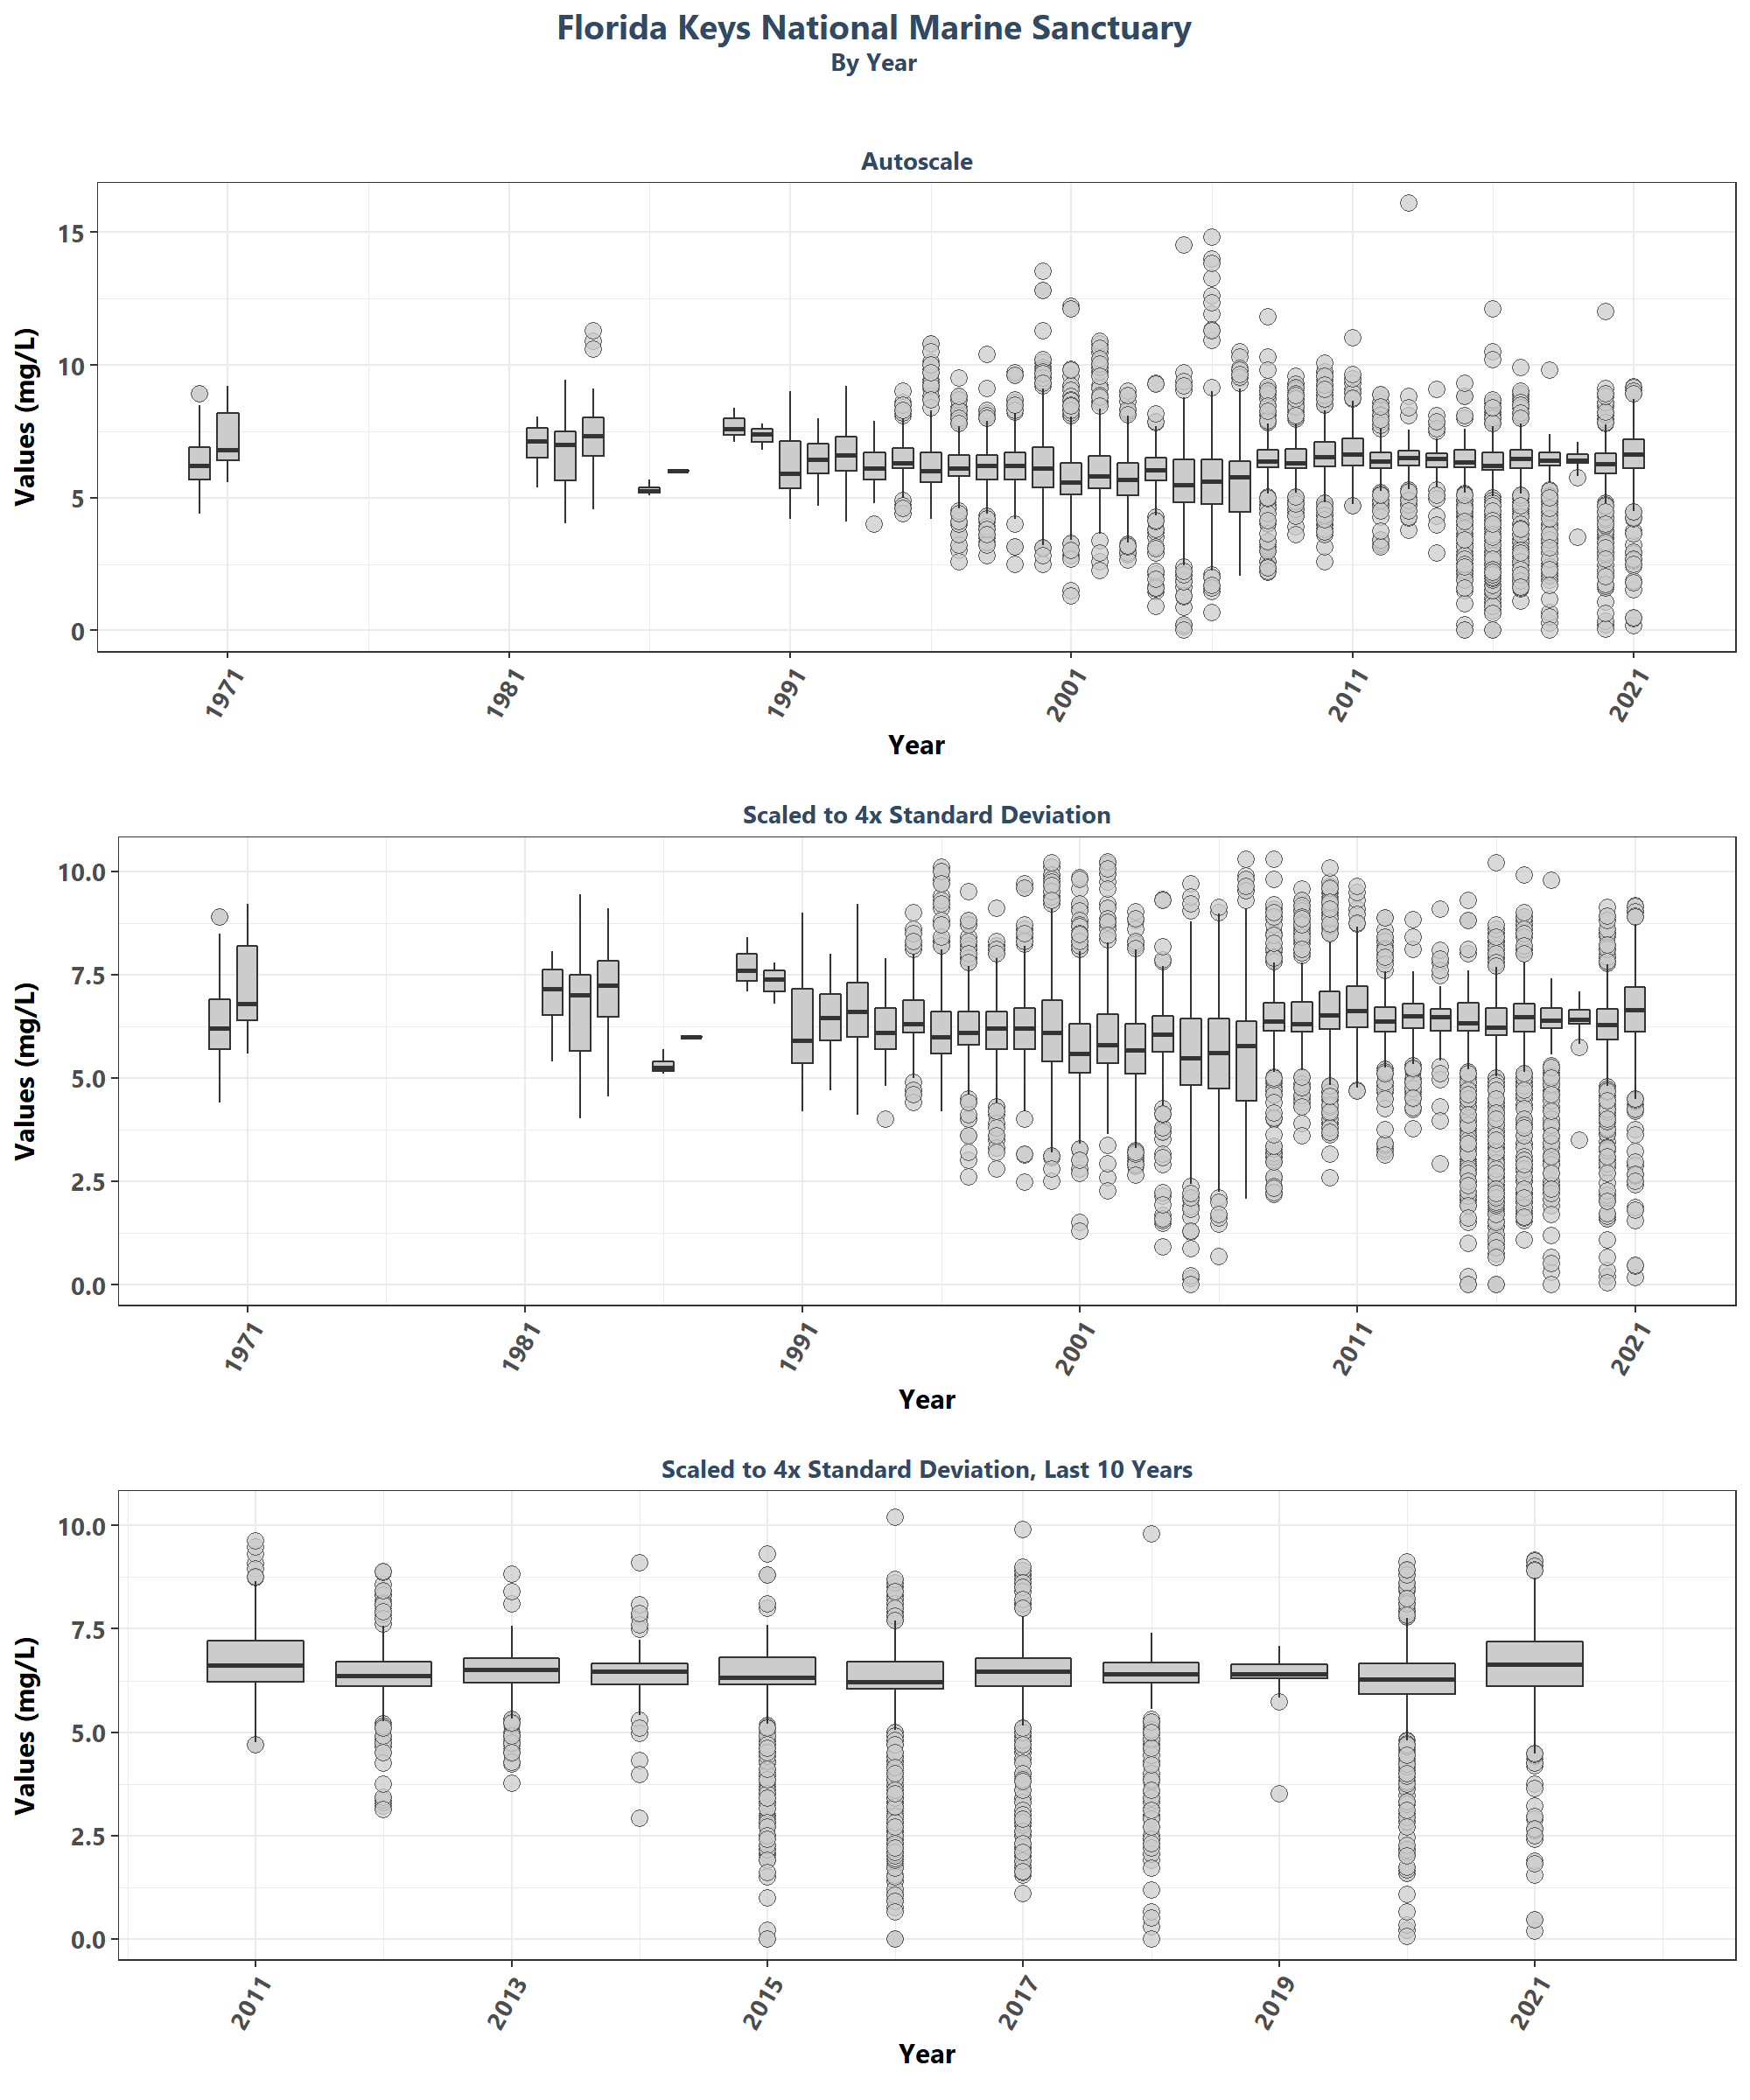 Florida Keys National Marine Sanctuary
By Year
Autoscale
Values (mg/L)
15
10
5
0
1971
1981
1991
2001
2011
2021
Year
Scaled to 4x Standard Deviation
Values (mg/L)
10.0
7.5
5.0
2.5
0.0
1971
1981
1991
2001
2011
2021
Year
Scaled to 4x Standard Deviation, Last 10 Years
Values (mg/L)
10.0
7.5
5.0
2.5
0.0
2011
2013
2015
2017
2019
2021
Year